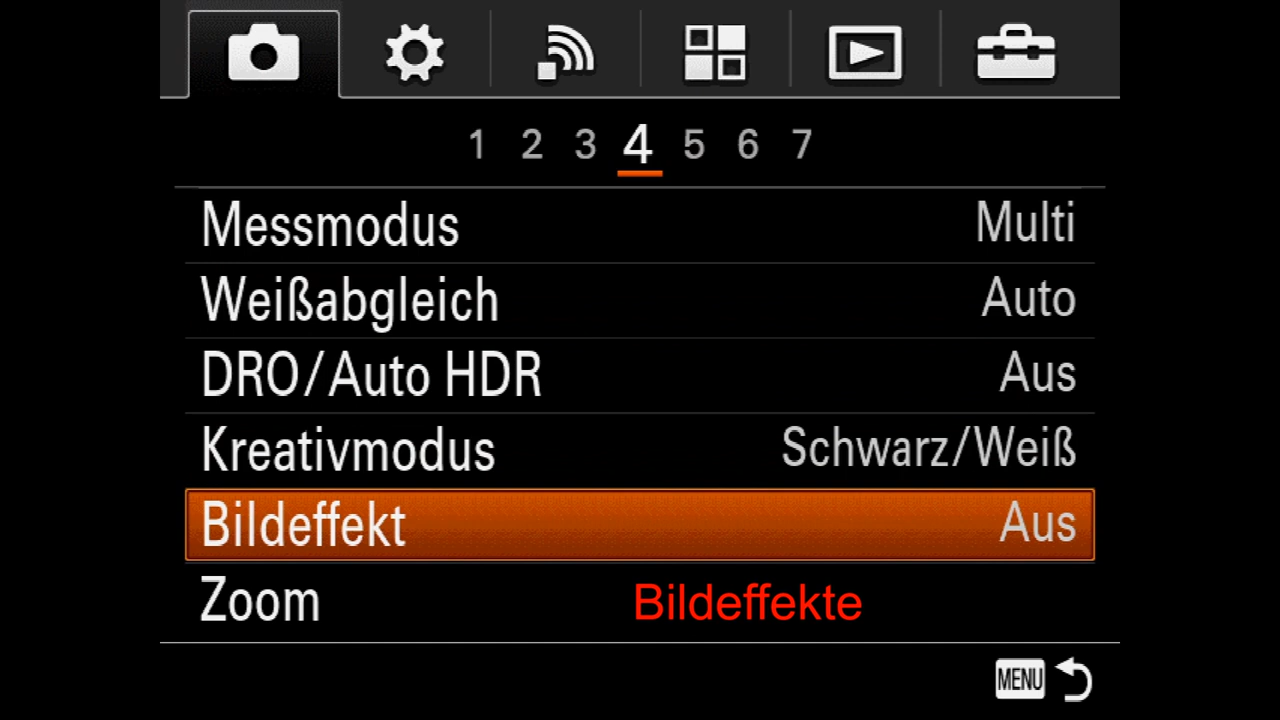 1 2 3 4 5 6 7
Messmodus Multi
Weißabgleich Auto
DRO/Auto HDR Aus
Kreativmodus Schwarz/Weiß
Bildeffekt Aus
Zoom Bildeffekte
MENU